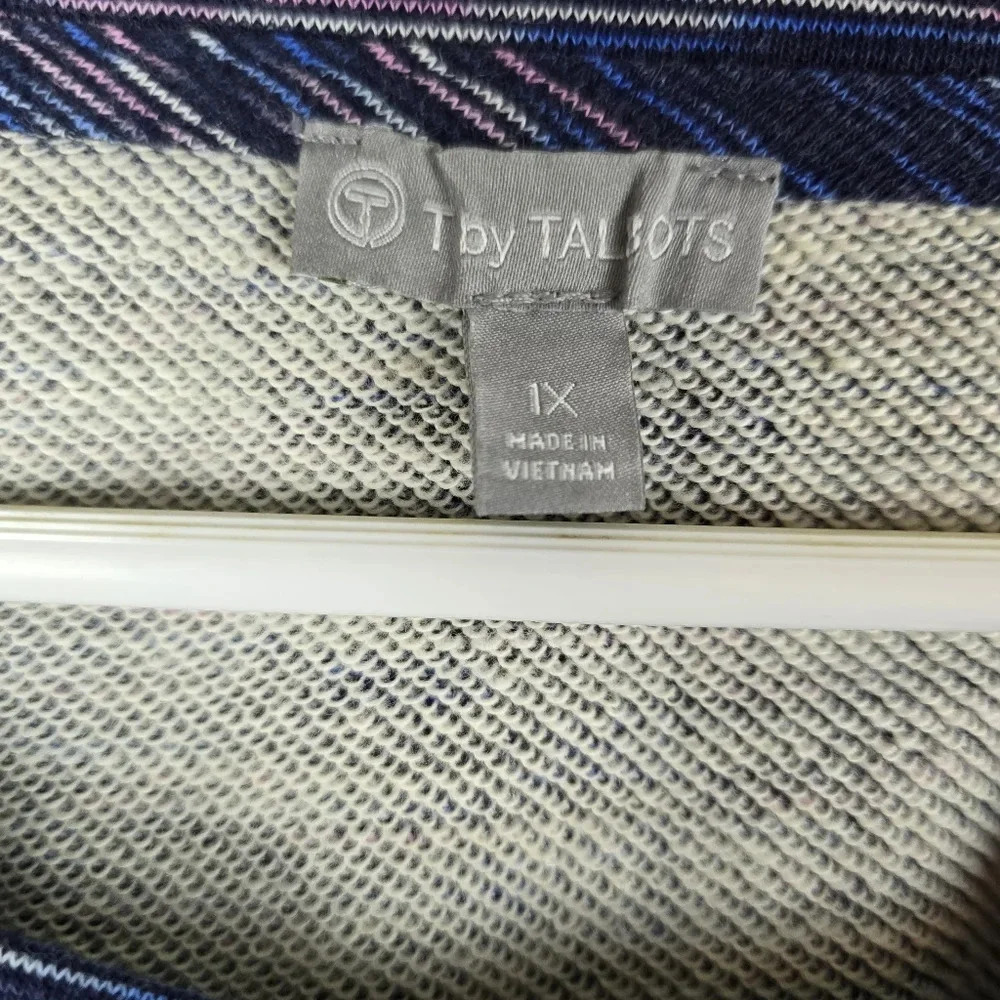 T by TALBOTS
1X
MADE IN
VIETNAM